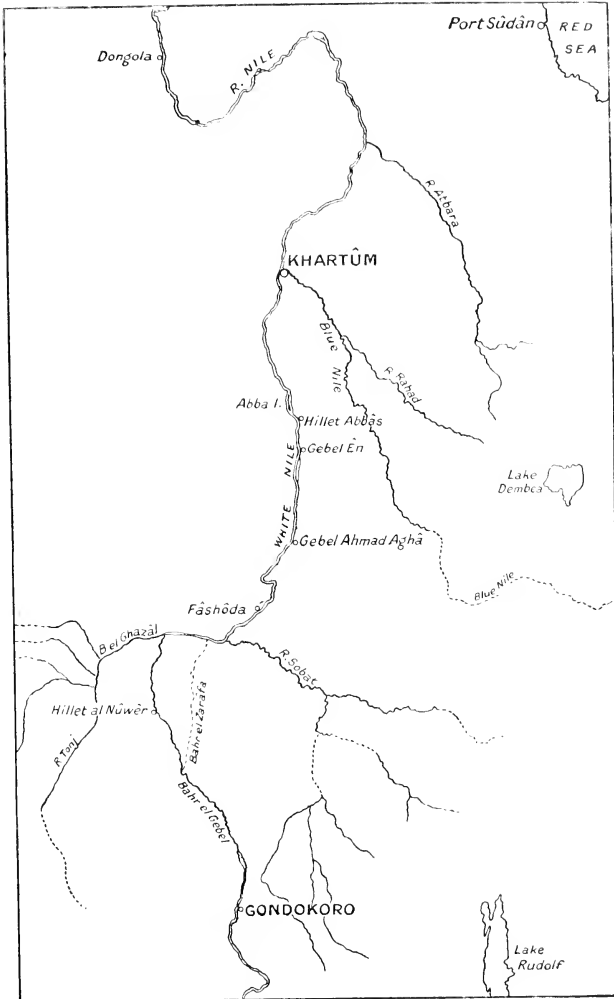 Port Sûdân
RED
SEA
Dongola
R. NILE
R. Atbara
KHARTÛM
Blue
Nile
R. Rahad
Abba I.
Hillet Abbâs
Gebel Ên
WHITE NILE
Lake
Dembea
Gebel Ahmad Aghâ
Blue Nile
Fâshôda
B el Ghazâl
R. Sobat
Hillet al Nûwêr
Bahr el Zarafa
R Tonj
Bahr el Gebel
GONDOKORO
Lake
Rudolf